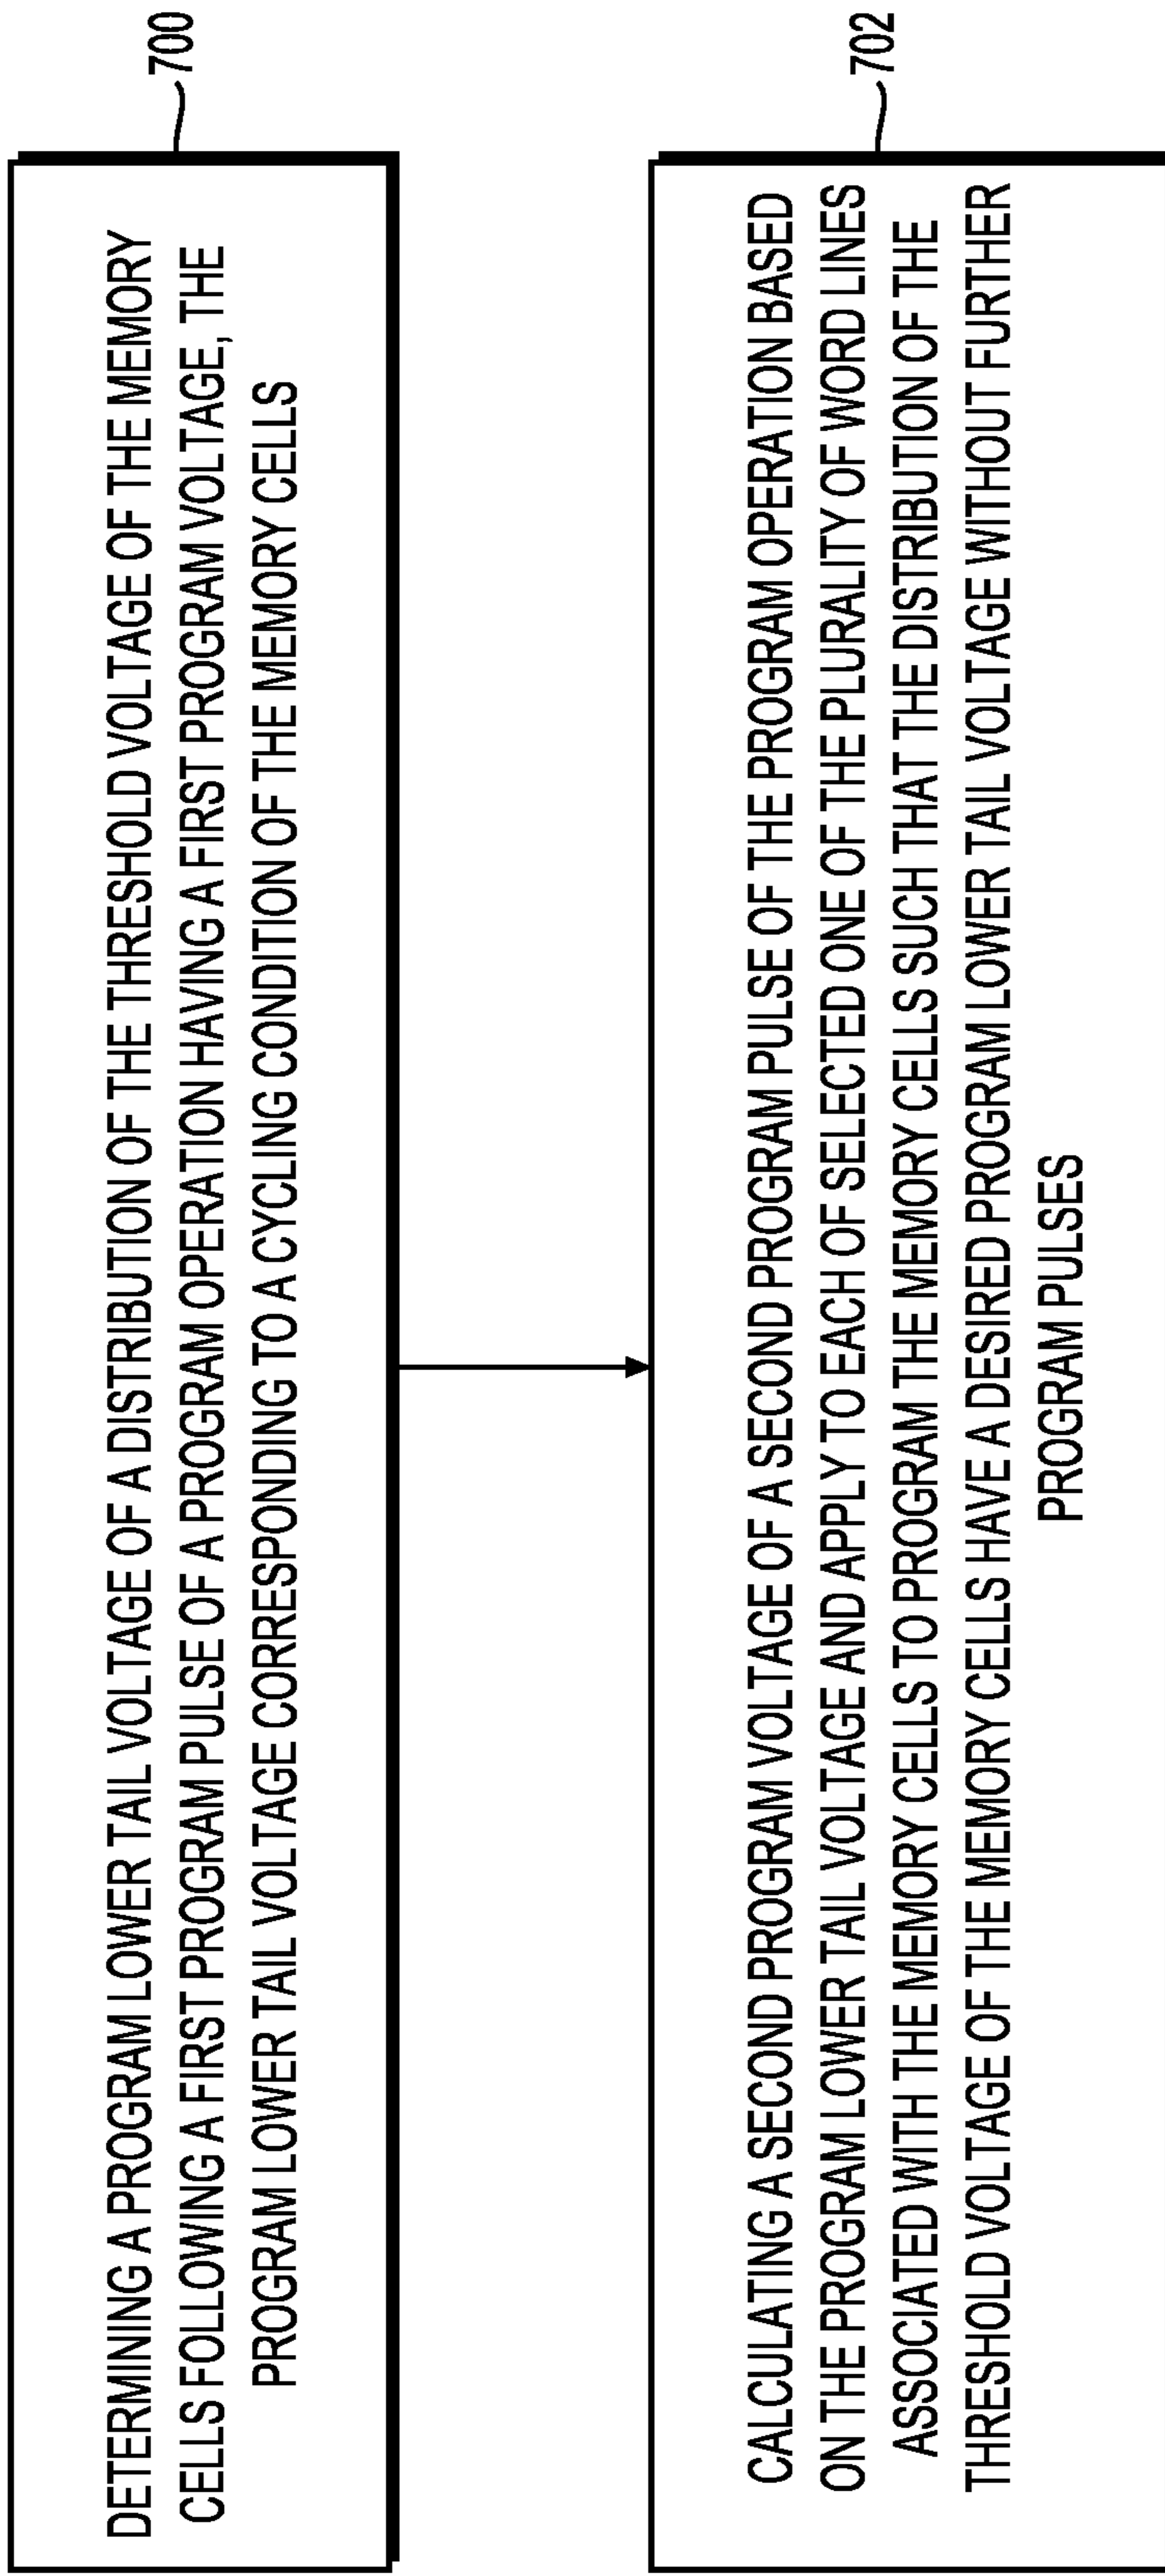 DETERMINING A PROGRAM LOWER TAIL VOLTAGE OF A DISTRIBUTION OF THE THRESHOLD VOLTAGE OF THE MEMORY
CELLS FOLLOWING A FIRST PROGRAM PULSE OF A PROGRAM OPERATION HAVING A FIRST PROGRAM VOLTAGE, THE
PROGRAM LOWER TAIL VOLTAGE CORRESPONDING TO A CYCLING CONDITION OF THE MEMORY CELLS
700
CALCULATING A SECOND PROGRAM VOLTAGE OF A SECOND PROGRAM PULSE OF THE PROGRAM OPERATION BASED
ON THE PROGRAM LOWER TAIL VOLTAGE AND APPLY TO EACH OF SELECTED ONE OF THE PLURALITY OF WORD LINES
ASSOCIATED WITH THE MEMORY CELLS TO PROGRAM THE MEMORY CELLS SUCH THAT THE DISTRIBUTION OF THE
THRESHOLD VOLTAGE OF THE MEMORY CELLS HAVE A DESIRED PROGRAM LOWER TAIL VOLTAGE WITHOUT FURTHER
PROGRAM PULSES
702